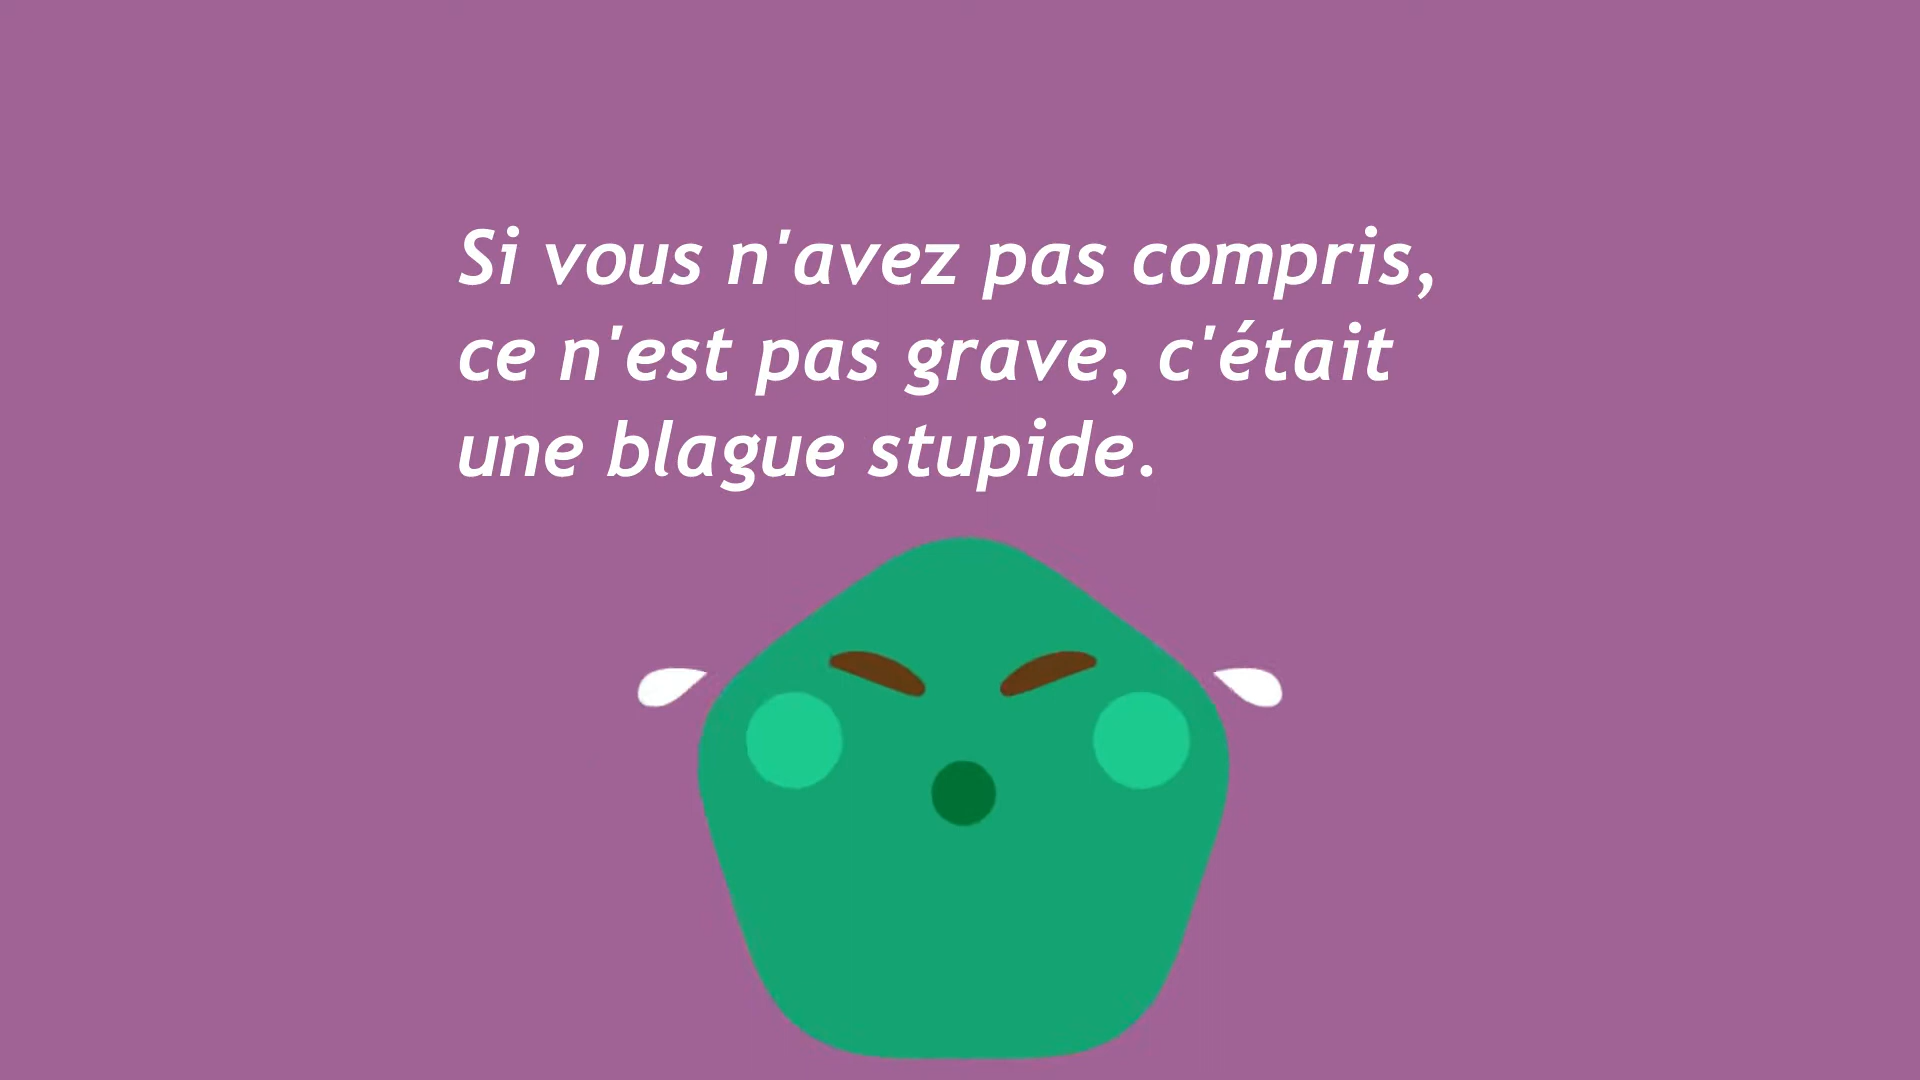 Si vous n'avez pas compris,
ce n'est pas grave, c'était
une blague stupide.